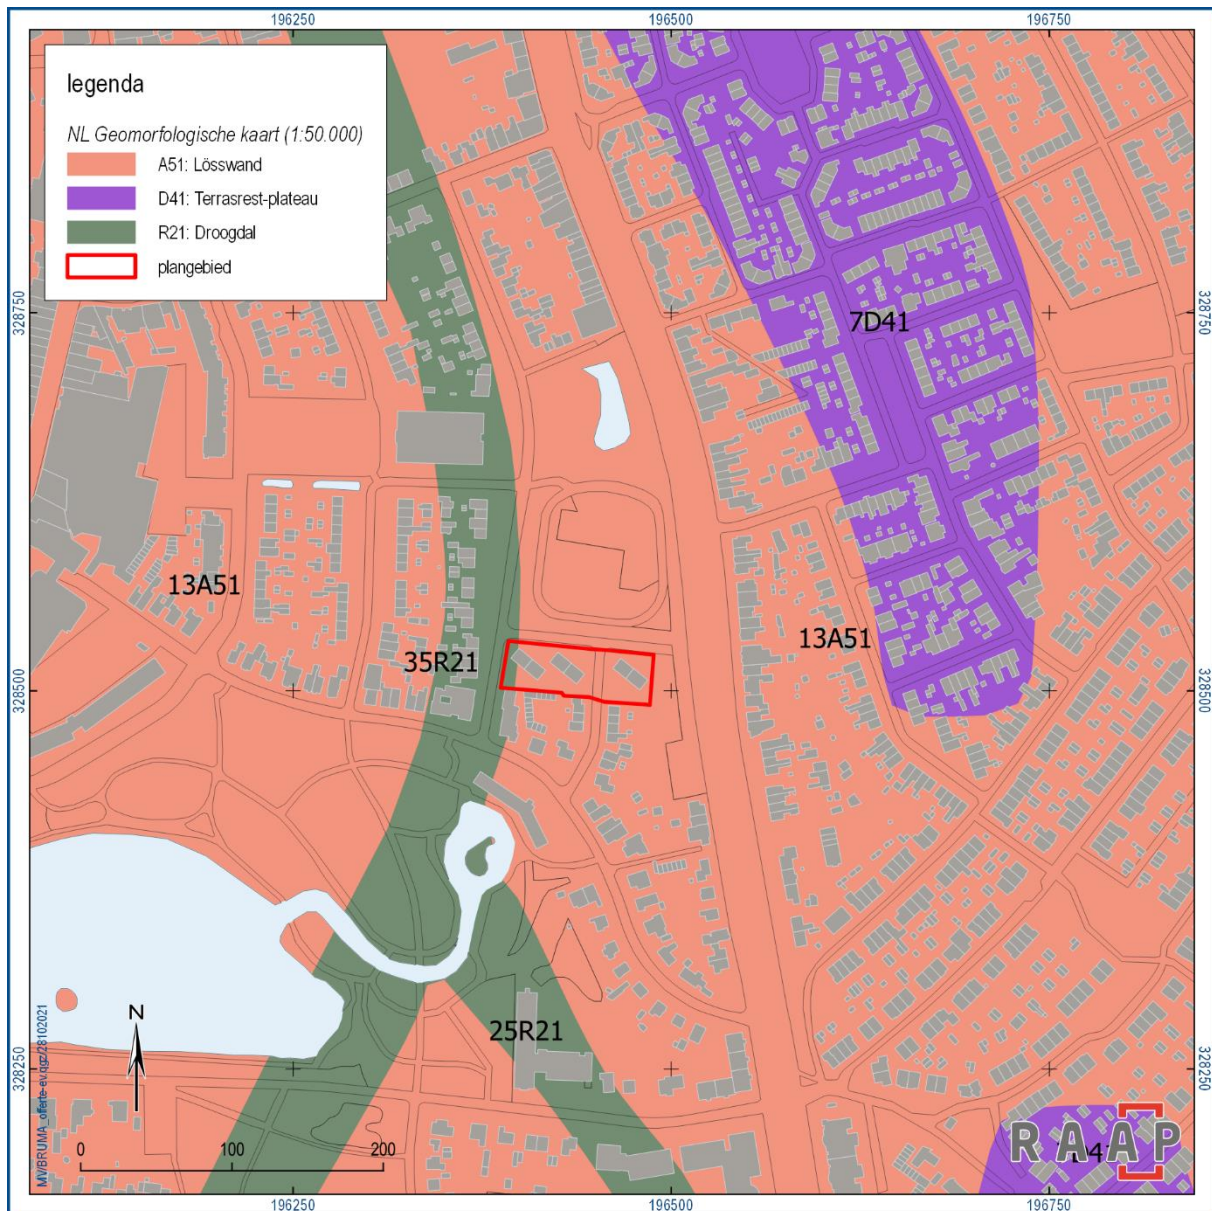 196250 196500 196750
legenda
NL Geomorfologische kaart (1:50.000)
A51: Lösswand
D41: Terrasrest-plateau
R21: Droogdal
plangebied
328750 328750
7D41
13A51
13A51
35R21
328500 328500
25R21
328250 328250
N
0 100 200
RAAP
196250 196500 196750